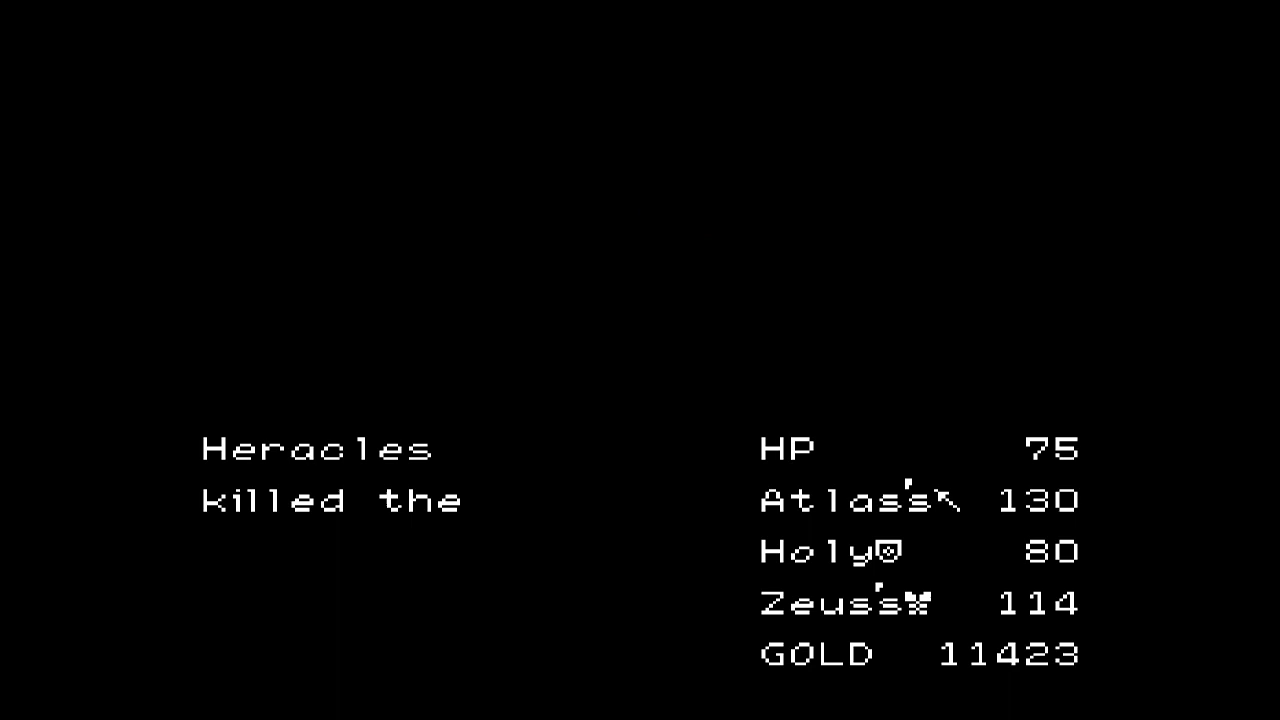 Heracles
killed the
HP 75
Atlas's 130
Holy 80
Zeus's 114
GOLD 11423